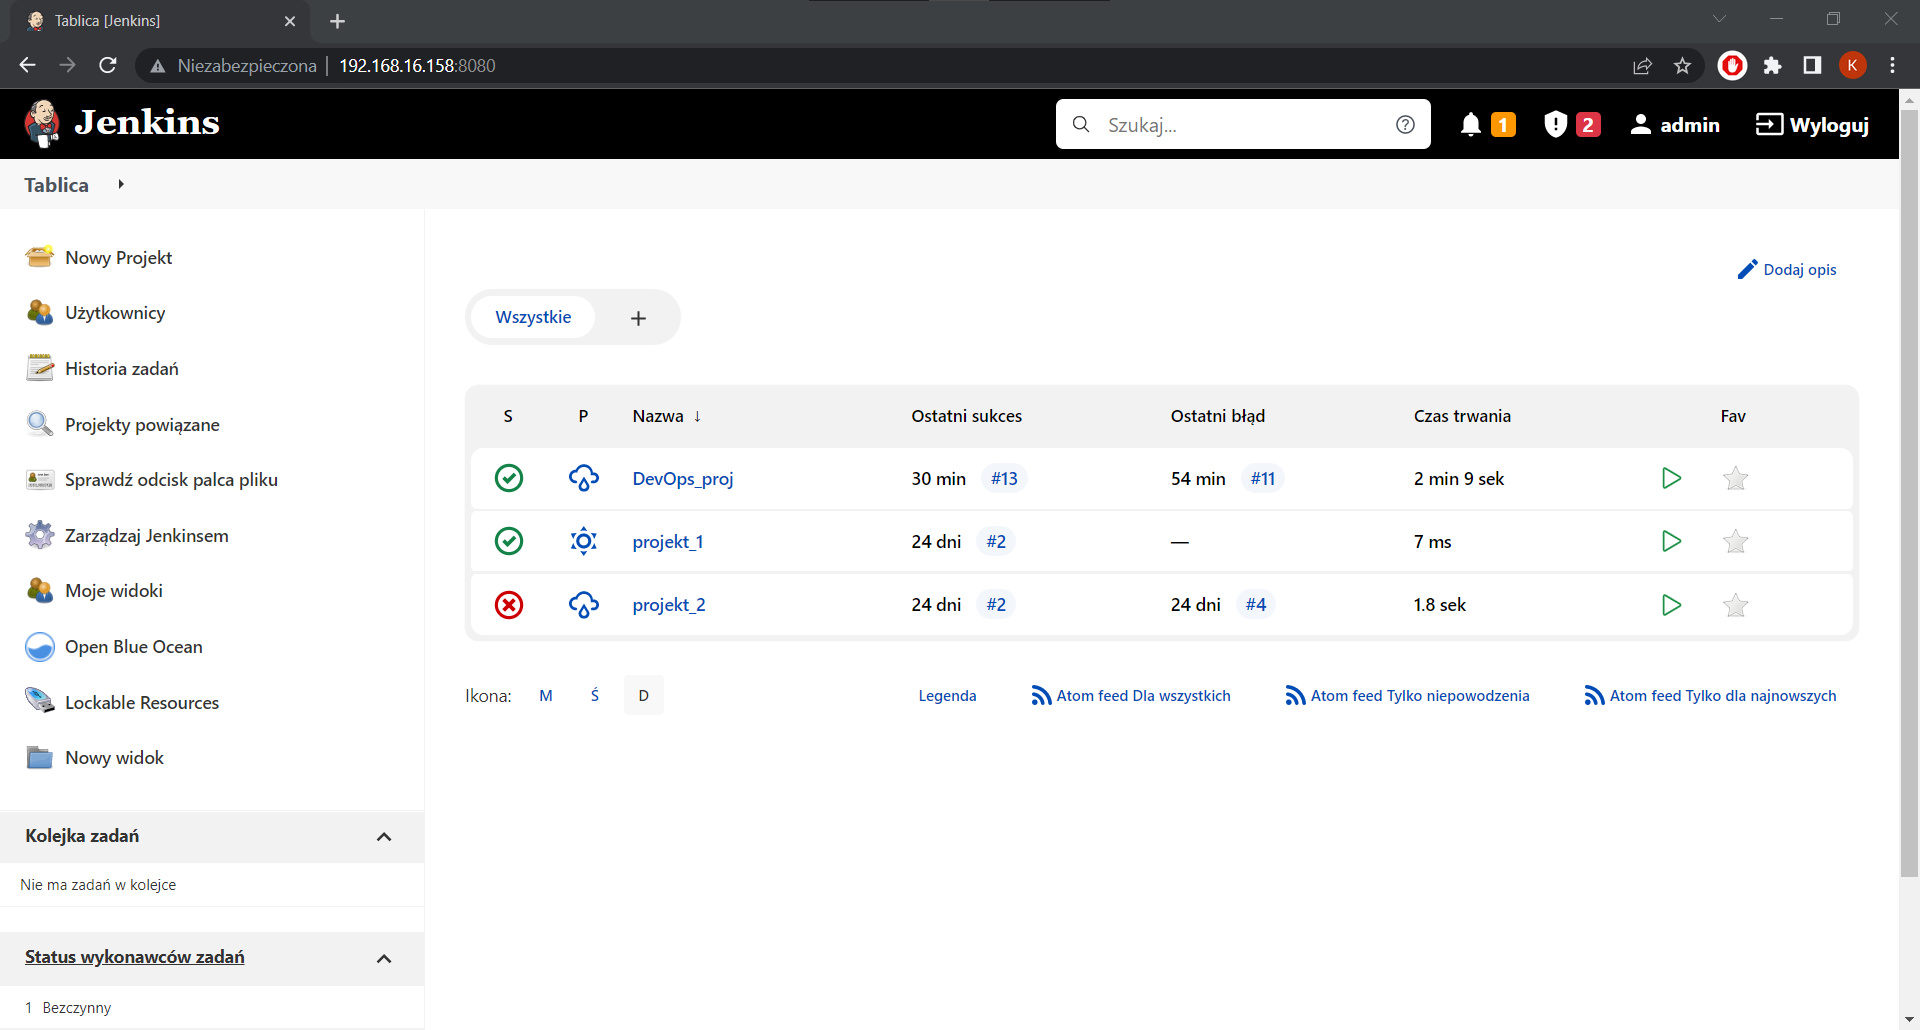 Tablica [Jenkins]
Niezabezpieczona | 192.168.16.158:8080
K
Jenkins
Szukaj...
1
2
admin
Wyloguj
Tablica
Nowy Projekt
Użytkownicy
Historia zadań
Projekty powiązane
Sprawdź odcisk palca pliku
Zarządzaj Jenkinsem
Moje widoki
Open Blue Ocean
Lockable Resources
Nowy widok
Kolejka zadań
Nie ma zadań w kolejce
Status wykonawców zadań
1 Bezczynny
Dodaj opis
Wszystkie +
S P Nazwa ↓ Ostatni sukces Ostatni błąd Czas trwania Fav
DevOps_proj 30 min #13 54 min #11 2 min 9 sek
projekt_1 24 dni #2 — 7 ms
projekt_2 24 dni #2 24 dni #4 1.8 sek
Ikona: M Ś D Legenda Atom feed Dla wszystkich Atom feed Tylko niepowodzenia Atom feed Tylko dla najnowszych